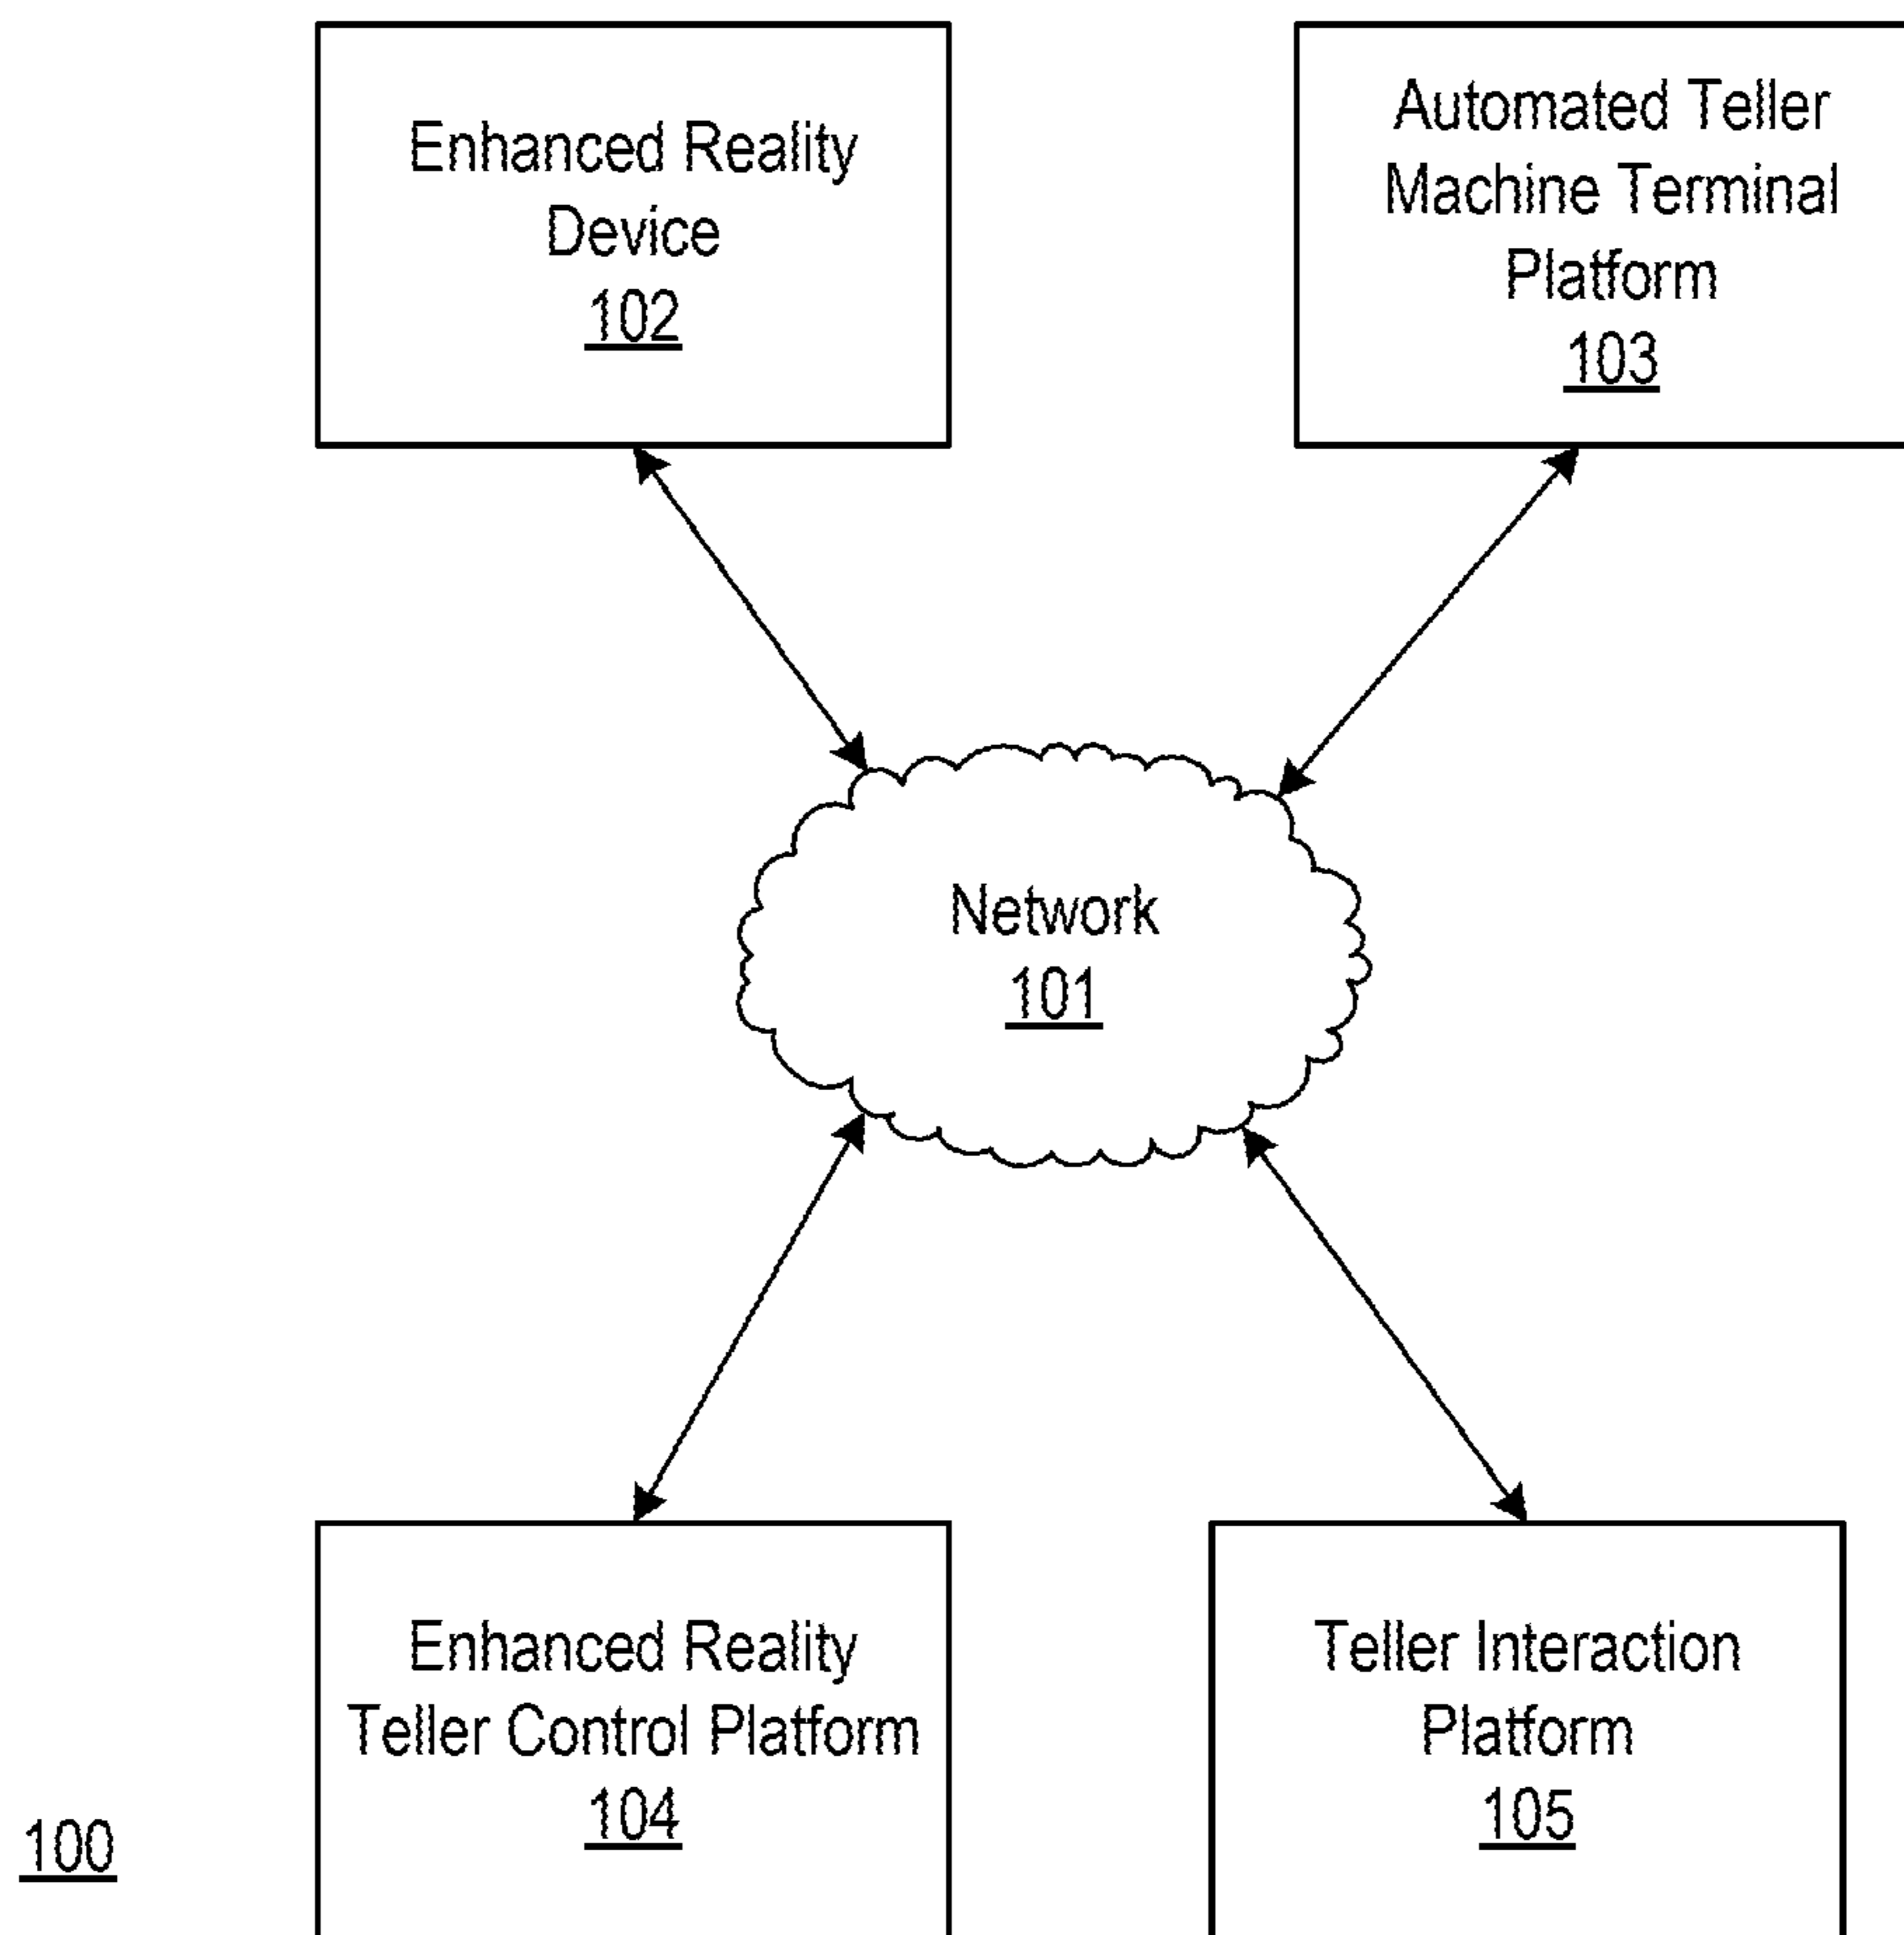 Enhanced Reality
Device
102
Automated Teller
Machine Terminal
Platform
103
Network
101
Enhanced Reality
Teller Control Platform
104
Teller Interaction
Platform
105
100